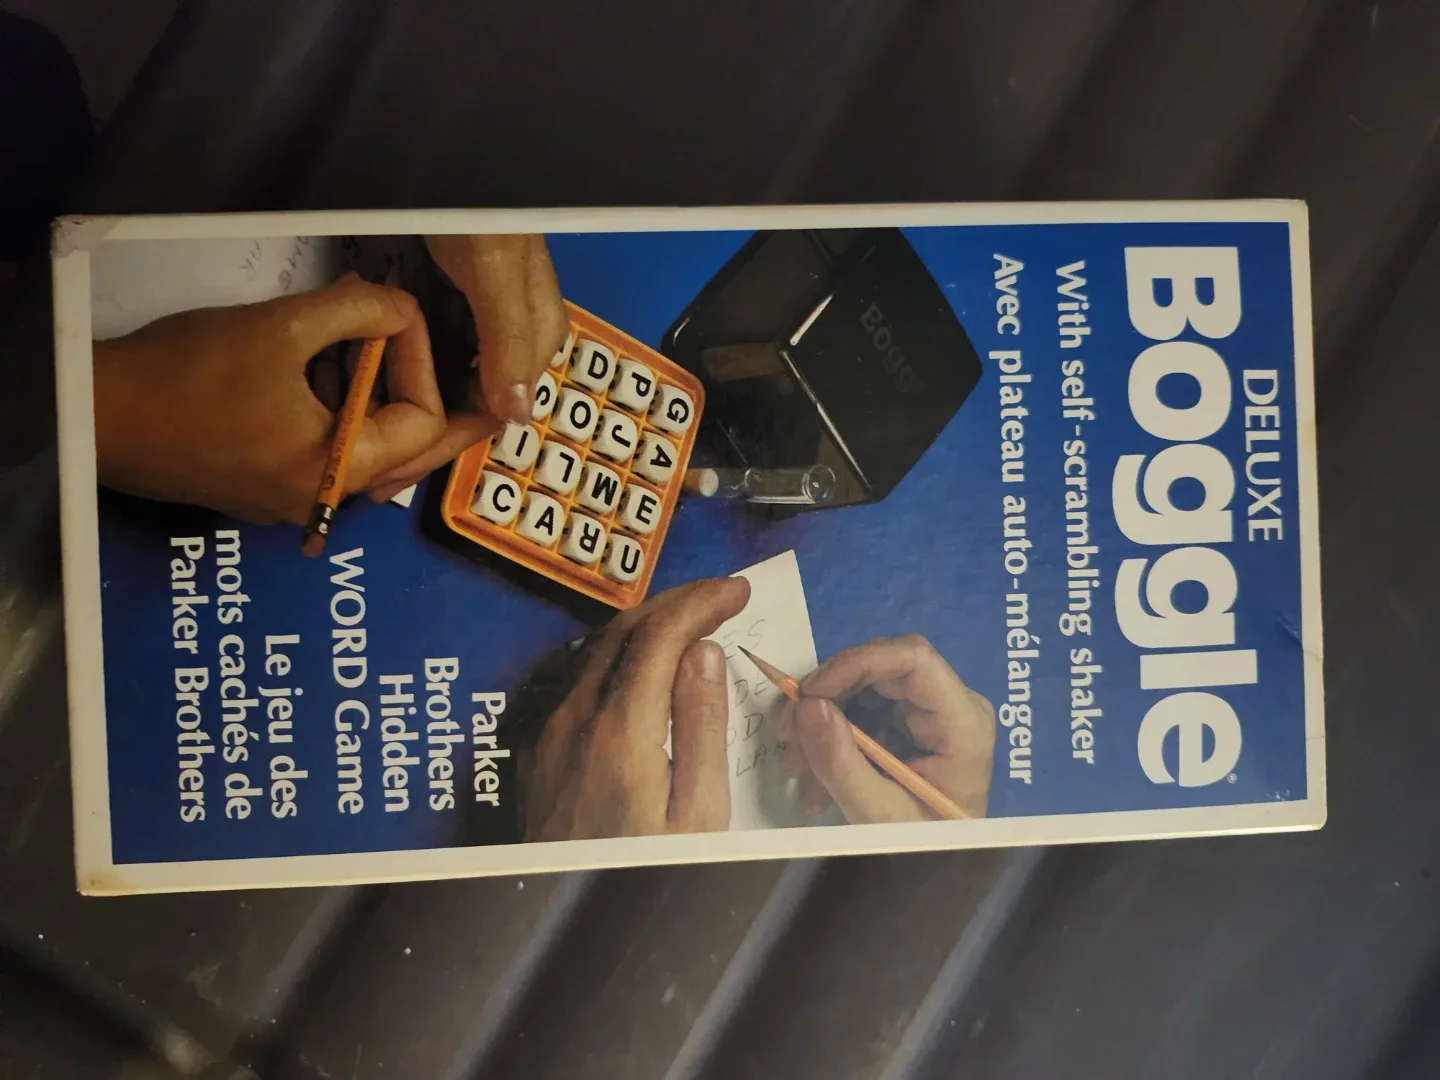 DELUXE
Boggle®
With self-scrambling shaker
Avec plateau auto-mélangeur
Boggle
G A E U
P J M R
D O L A
S I C
Parker
Brothers
Hidden
WORD Game
Le jeu des
mots cachés de
Parker Brothers